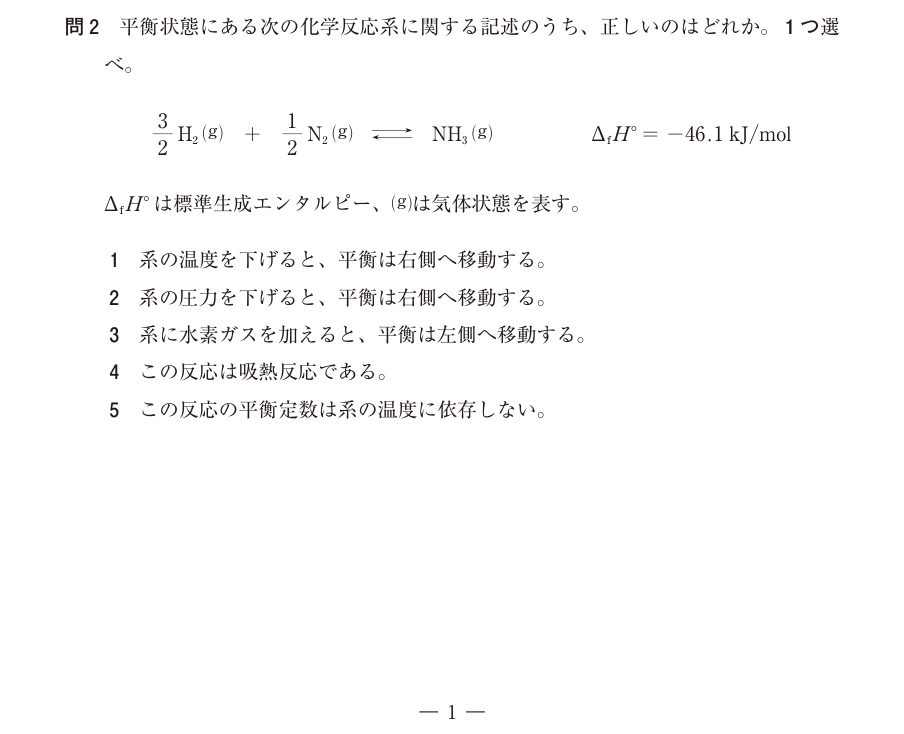 問2 平衡状態にある次の化学反応系に関する記述のうち、正しいのはどれか。1つ選
べ。
3/2 H₂(g) + 1/2 N₂(g) ⇌ NH₃(g) Δ_fH° = −46.1 kJ/mol
Δ_fH° は標準生成エンタルピー、(g)は気体状態を表す。
1 系の温度を下げると、平衡は右側へ移動する。
2 系の圧力を下げると、平衡は右側へ移動する。
3 系に水素ガスを加えると、平衡は左側へ移動する。
4 この反応は吸熱反応である。
5 この反応の平衡定数は系の温度に依存しない。
— 1 —